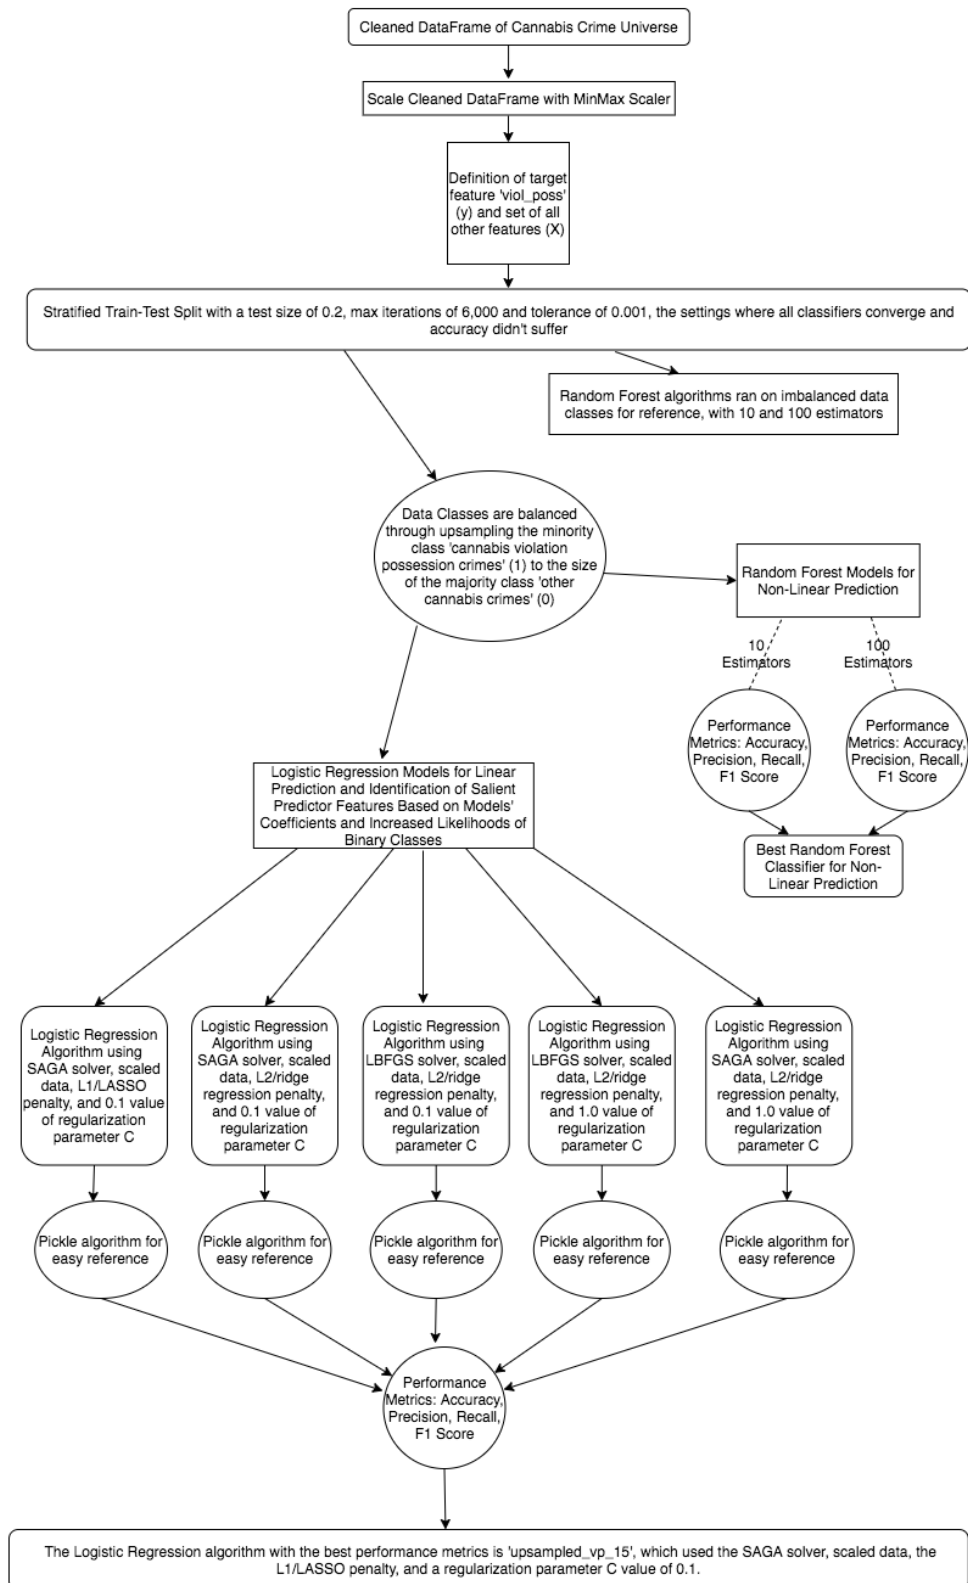 Cleaned DataFrame of Cannabis Crime Universe
Scale Cleaned DataFrame with MinMax Scaler
Definition of target
feature 'viol_poss'
(y) and set of all
other features (X)
Stratified Train-Test Split with a test size of 0.2, max iterations of 6,000 and tolerance of 0.001, the settings where all classifiers converge and
accuracy didn't suffer
Random Forest algorithms ran on imbalanced data
classes for reference, with 10 and 100 estimators
Data Classes are balanced
through upsampling the minority
class 'cannabis violation
possession crimes' (1) to the size
of the majority class 'other
cannabis crimes' (0)
Random Forest Models for
Non-Linear Prediction
10
Estimators
100
Estimators
Performance
Metrics: Accuracy,
Precision, Recall,
F1 Score
Performance
Metrics: Accuracy,
Precision, Recall,
F1 Score
Best Random Forest
Classifier for Non-
Linear Prediction
Logistic Regression Models for Linear
Prediction and Identification of Salient
Predictor Features Based on Models'
Coefficients and Increased Likelihoods of
Binary Classes
Logistic Regression
Algorithm using
SAGA solver, scaled
data, L1/LASSO
penalty, and 0.1 value
of regularization
parameter C
Logistic Regression
Algorithm using
SAGA solver, scaled
data, L2/ridge
regression penalty,
and 0.1 value of
regularization
parameter C
Logistic Regression
Algorithm using
LBFGS solver, scaled
data, L2/ridge
regression penalty,
and 0.1 value of
regularization
parameter C
Logistic Regression
Algorithm using
LBFGS solver, scaled
data, L2/ridge
regression penalty,
and 1.0 value of
regularization
parameter C
Logistic Regression
Algorithm using
SAGA solver, scaled
data, L2/ridge
regression penalty,
and 1.0 value of
regularization
parameter C
Pickle algorithm for
easy reference
Pickle algorithm for
easy reference
Pickle algorithm for
easy reference
Pickle algorithm for
easy reference
Pickle algorithm for
easy reference
Performance
Metrics: Accuracy,
Precision, Recall,
F1 Score
The Logistic Regression algorithm with the best performance metrics is 'upsampled_vp_15', which used the SAGA solver, scaled data, the
L1/LASSO penalty, and a regularization parameter C value of 0.1.